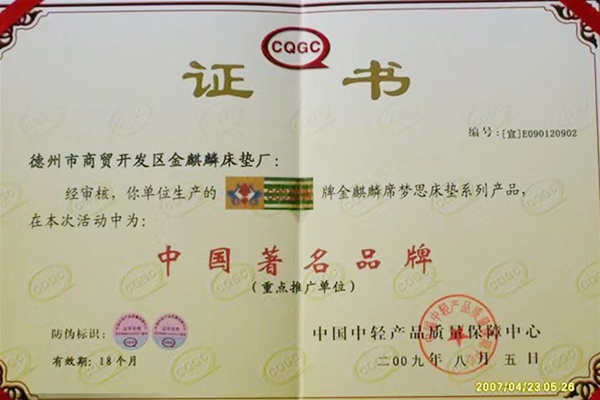 CQGC
证书
编号:[宜]E090120902
德州市商贸开发区金麒麟床垫厂:
经审核,你单位生产的 牌金麒麟席梦思床垫系列产品,
在本次活动中为:
中国著名品牌
(重点推广单位)
防伪标识:
中国中轻产品质量保障中心
有效期:18个月
二00九年八月五日
2007/04/23 05:26